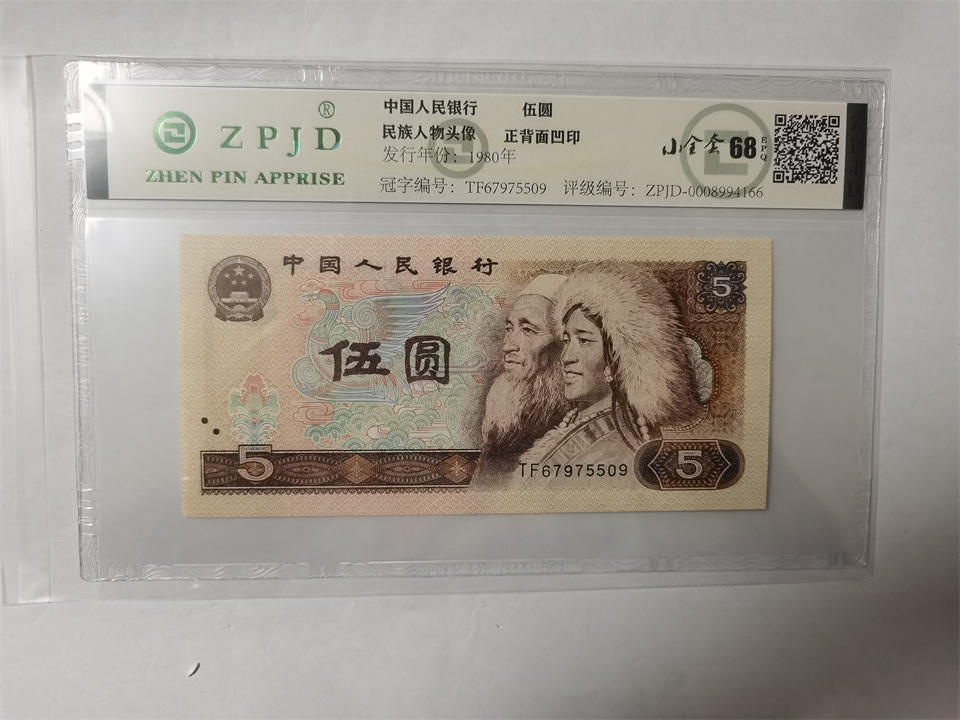 ZPJD®
ZHEN PIN APPRISE
中国人民银行 伍圆
民族人物头像 正背面凹印
发行年份：1980年
冠字编号：TF67975509 评级编号：ZPJD-0008994166
小全套 68 EPQ
中国人民银行
5
伍圆
5
TF67975509
5